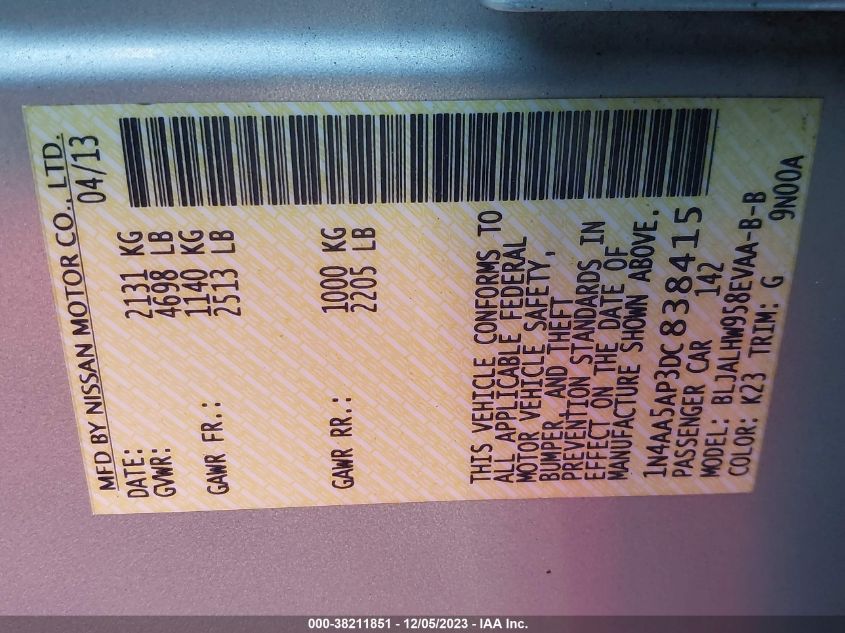 MFD BY NISSAN MOTOR CO., LTD.
DATE: 04/13
GVWR: 2131 KG
4698 LB
GAWR FR.: 1140 KG
2513 LB
GAWR RR.: 1000 KG
2205 LB
THIS VEHICLE CONFORMS TO
ALL APPLICABLE FEDERAL
MOTOR VEHICLE SAFETY,
BUMPER, AND THEFT
PREVENTION STANDARDS IN
EFFECT ON THE DATE OF
MANUFACTURE SHOWN ABOVE.
1N4AA5AP3DC838415
PASSENGER CAR 142
MODEL: BLJALHW958EVAA-B-B
COLOR: K23 TRIM: G 9N00A
000-38211851 - 12/05/2023 - IAA Inc.